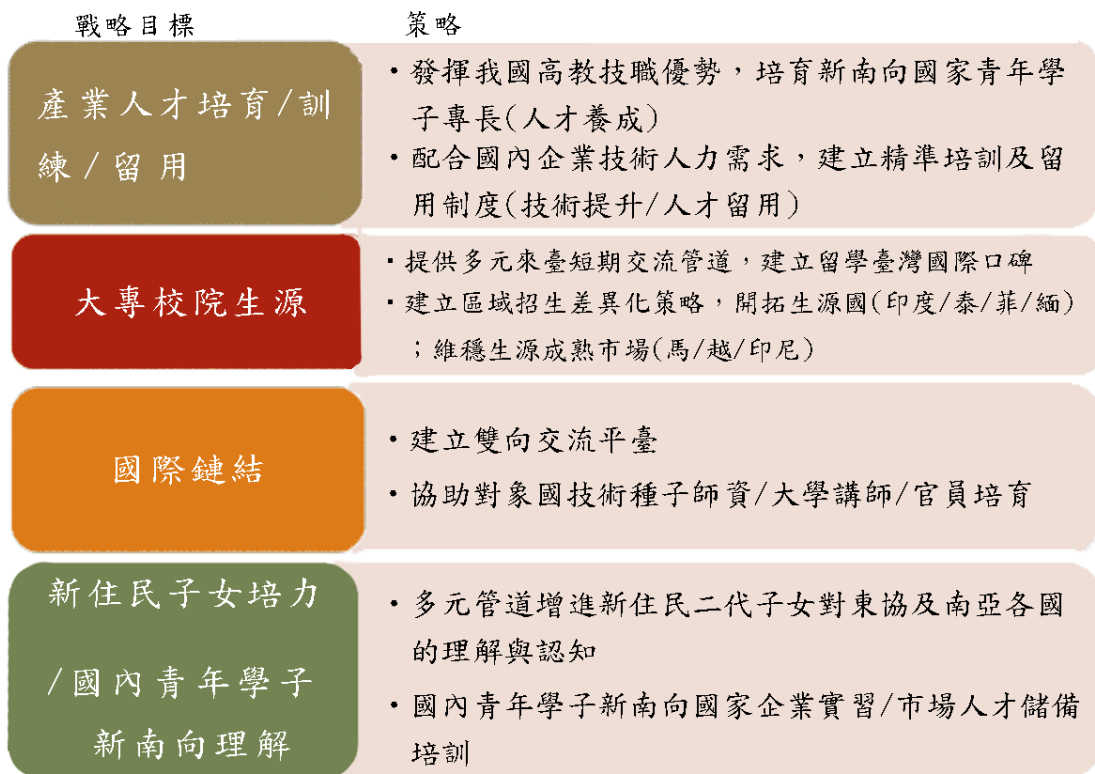 戰略目標
策略
產業人才培育/訓
練/留用
•發揮我國高教技職優勢，培育新南向國家青年學
子專長(人才養成)
•配合國內企業技術人力需求，建立精準培訓及留
用制度(技術提升/人才留用)
大專校院生源
•提供多元來臺短期交流管道，建立留學臺灣國際口碑
•建立區域招生差異化策略，開拓生源國(印度/泰/菲/緬)
；維穩生源成熟市場(馬/越/印尼)
國際鏈結
•建立雙向交流平臺
•協助對象國技術種子師資/大學講師/官員培育
新住民子女培力
/國內青年學子
新南向理解
•多元管道增進新住民二代子女對東協及南亞各國
的理解與認知
•國內青年學子新南向國家企業實習/市場人才儲備
培訓